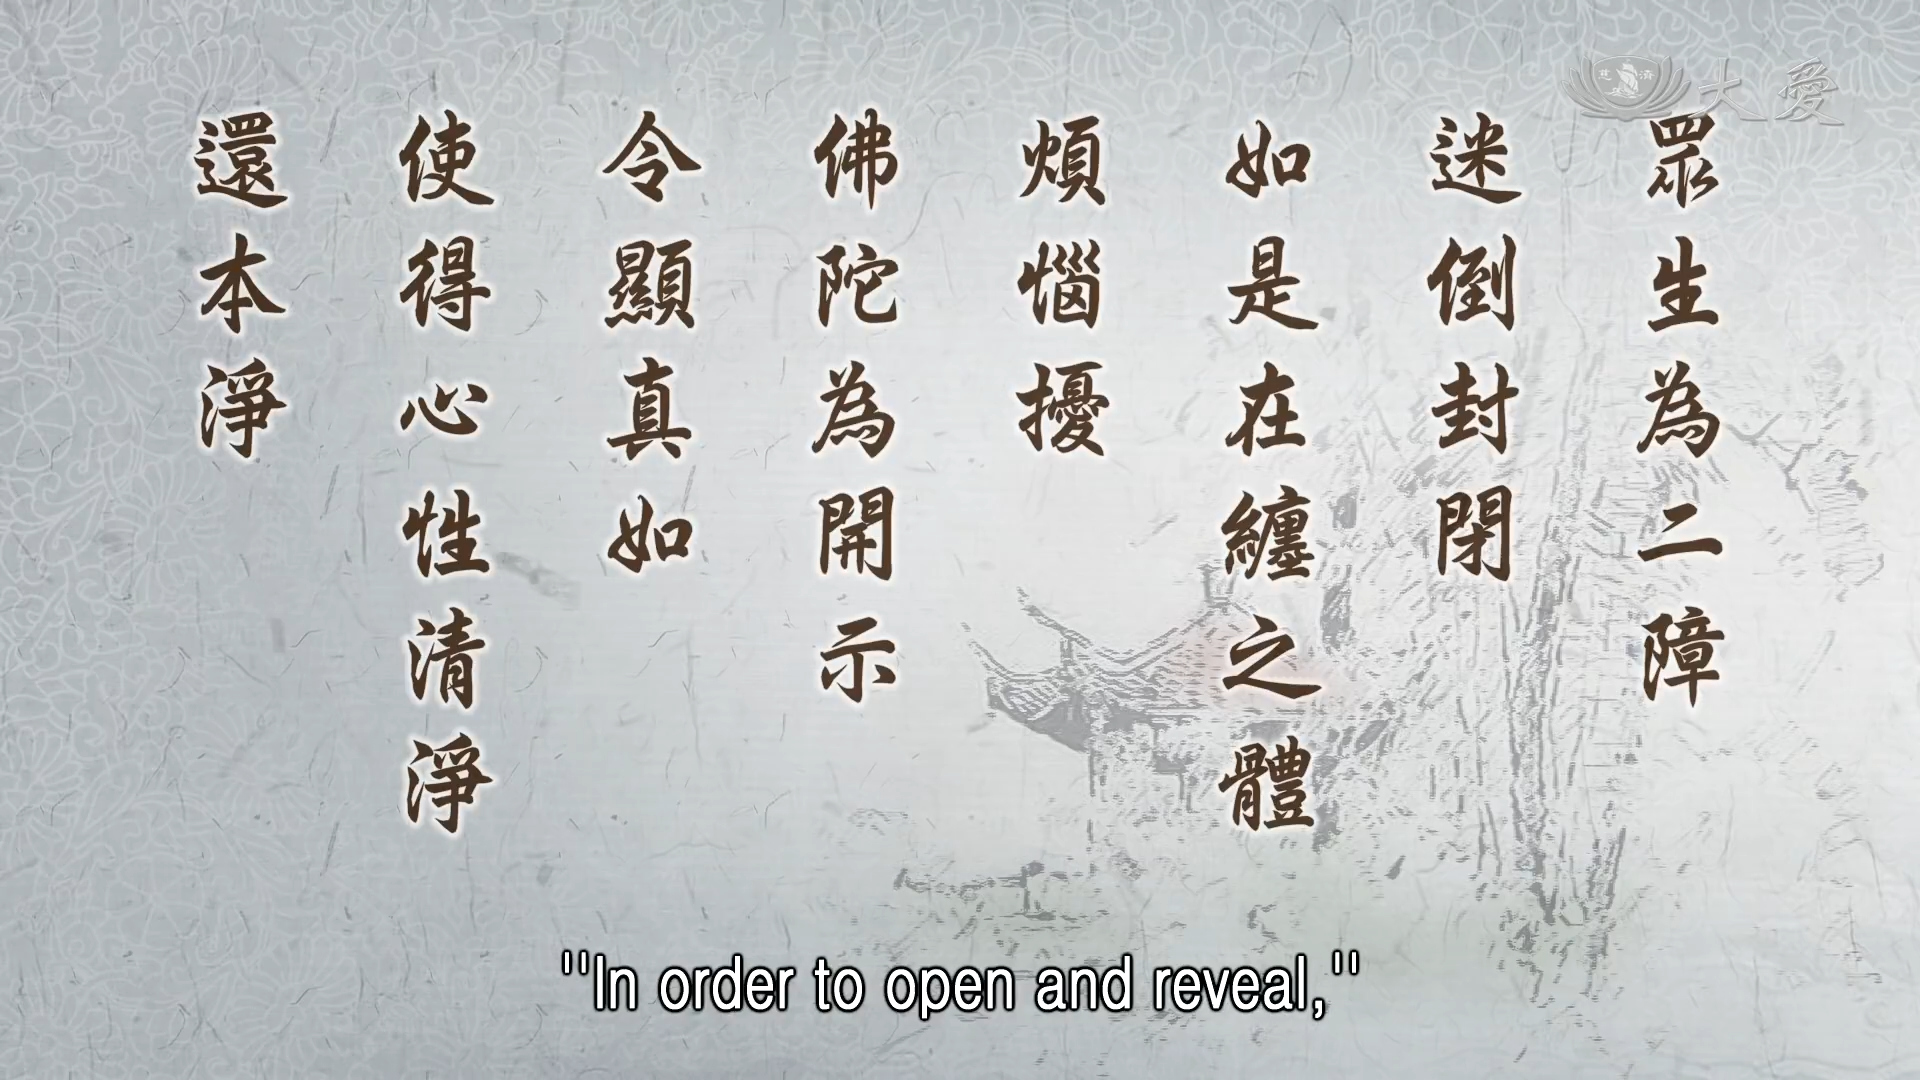 大愛
慈濟
眾生為二障
迷倒封閉
如是在纏之體
煩惱擾
佛陀為開示
令顯真如
使得心性清淨
還本淨
"In order to open and reveal,"